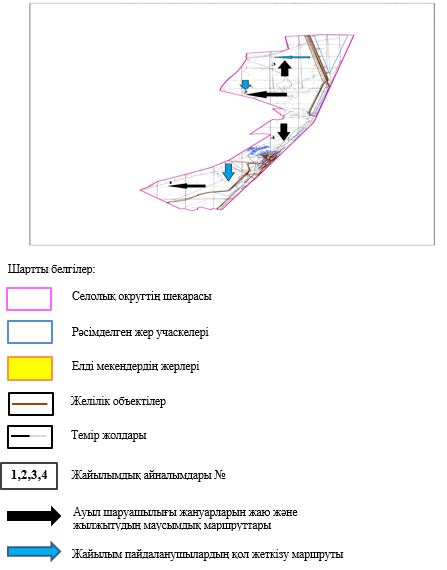 Шартты белгілер:
Селолық округтің шекарасы
Рәсімделген жер учаскелері
Елді мекендердің жерлері
Желілік объектілер
Темір жолдары
1,2,3,4 Жайылымдық айналымдары №
Ауыл шаруашылығы жануарларын жаю және
жылжытудың маусымдық маршруттары
Жайылым пайдаланушылардың қол жеткізу маршруты